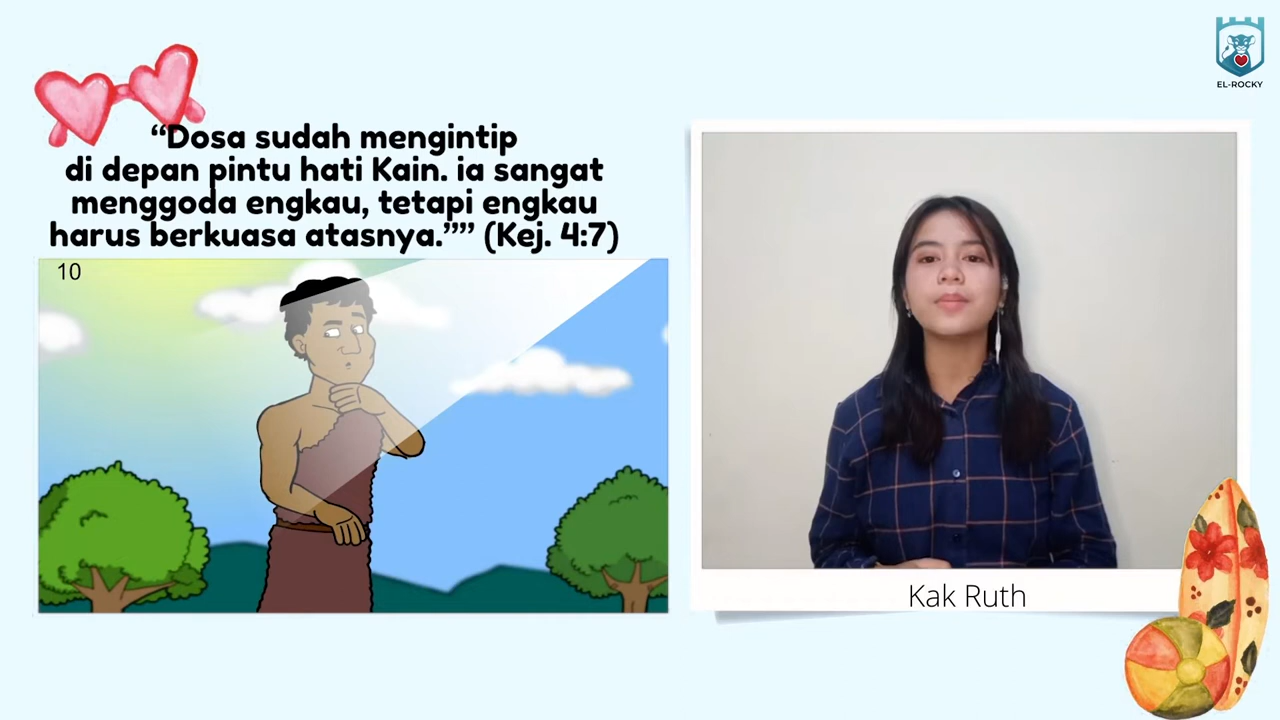 “Dosa sudah mengintip
di depan pintu hati Kain. ia sangat
menggoda engkau, tetapi engkau
harus berkuasa atasnya.”” (Kej. 4:7)
10
EL-ROCKY
Kak Ruth